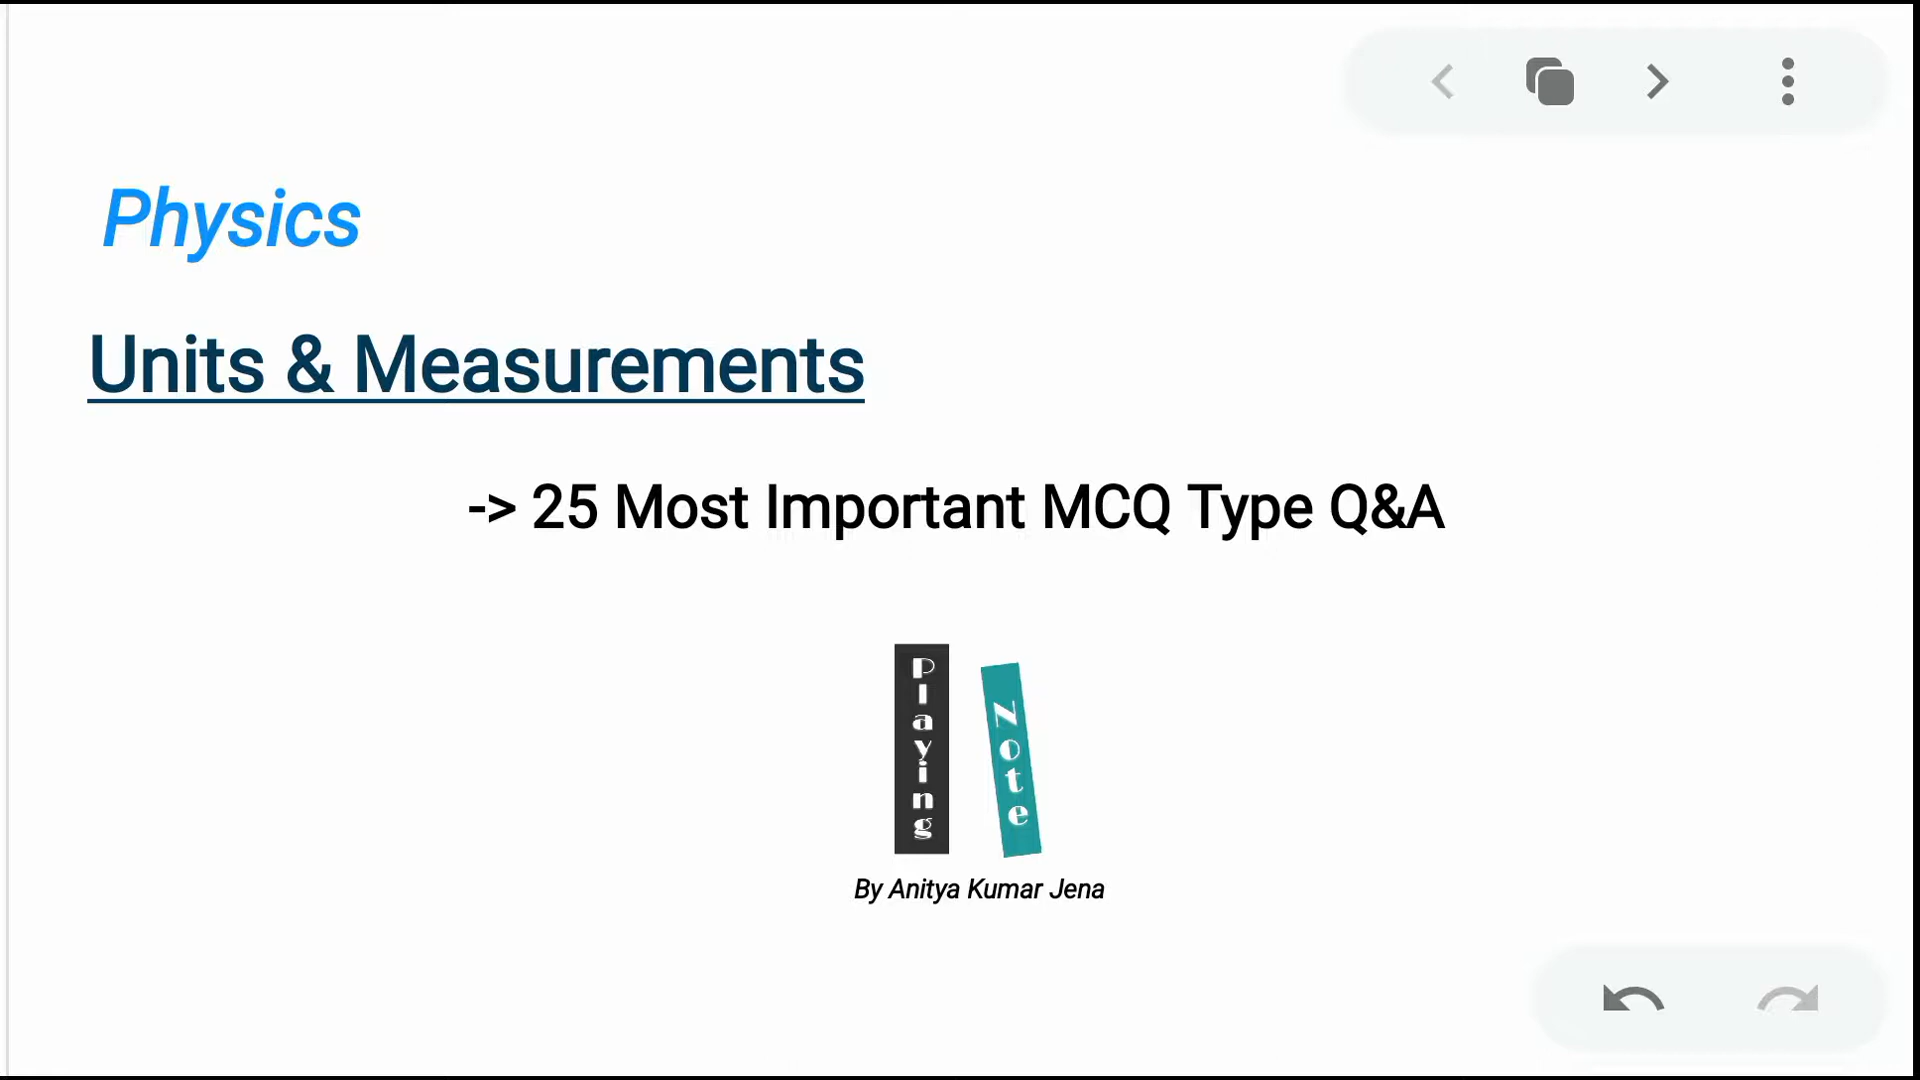 Physics
Units & Measurements
-> 25 Most Important MCQ Type Q&A
Playing
Note
By Anitya Kumar Jena